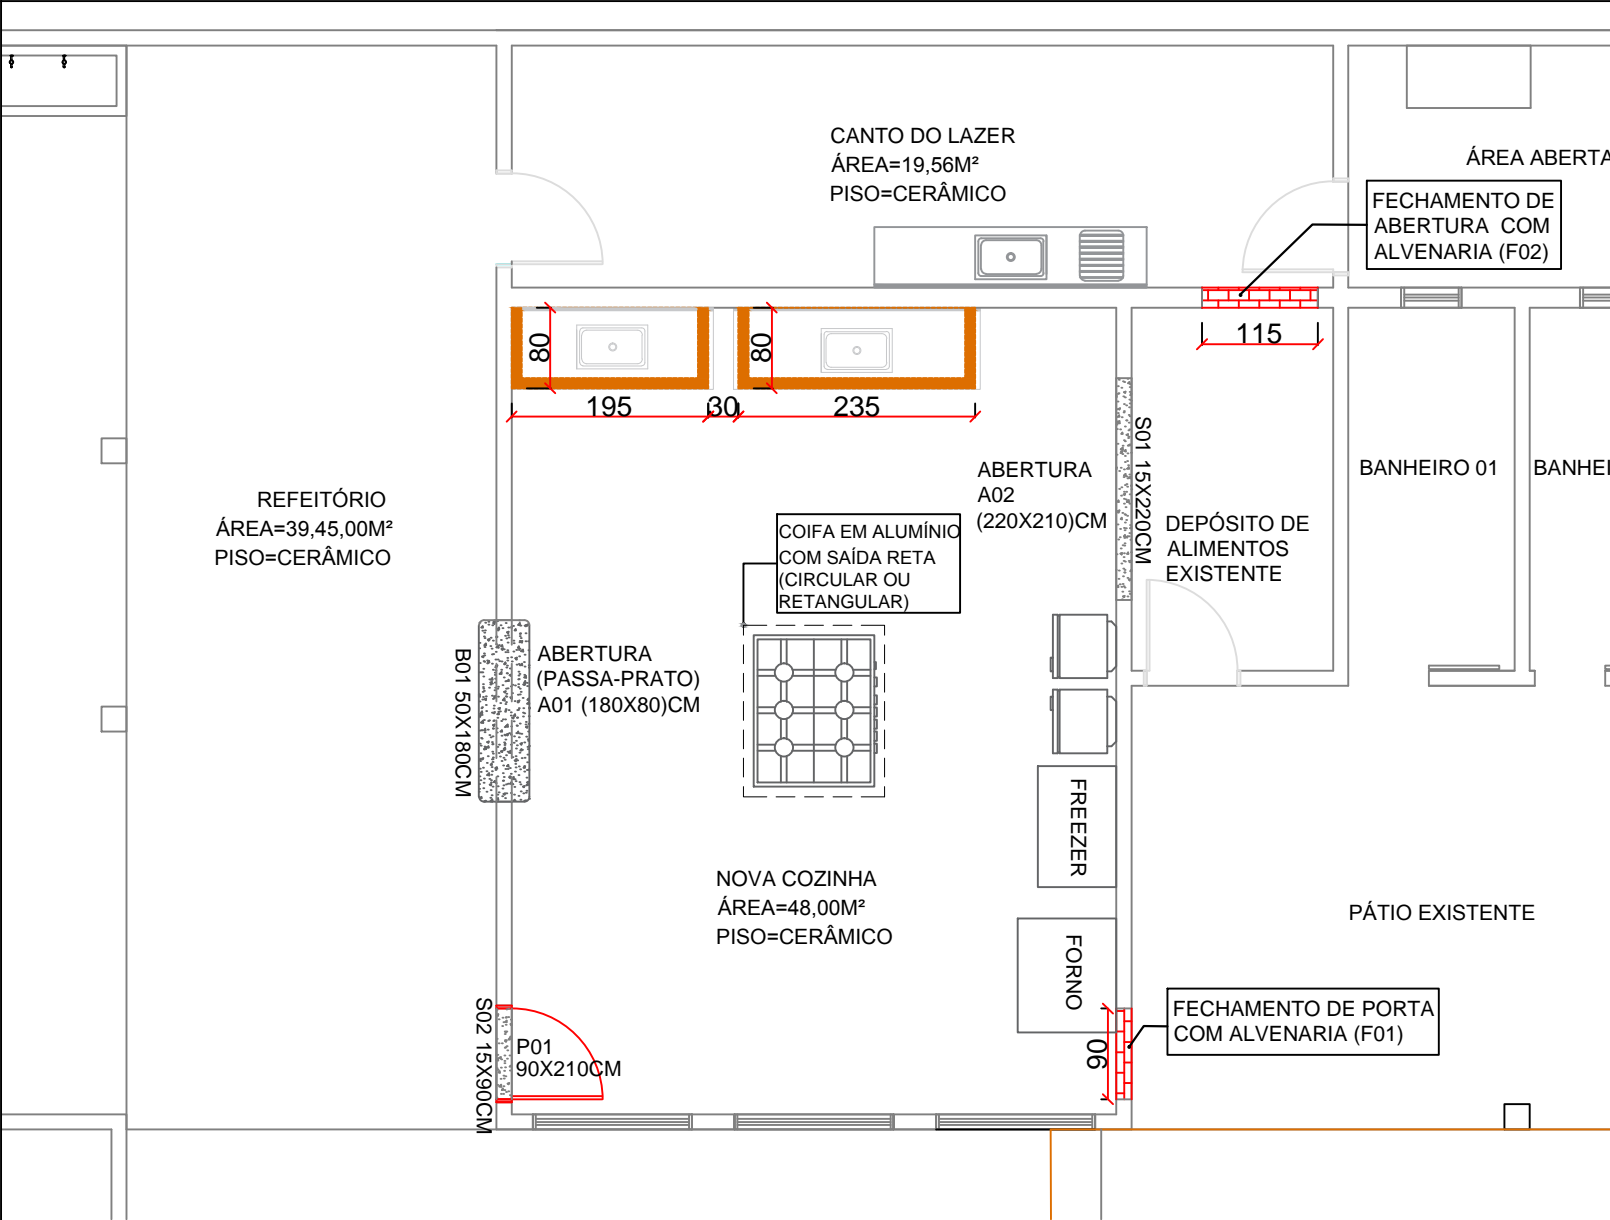 CANTO DO LAZER
ÁREA=19,56M²
PISO=CERÂMICO
ÁREA ABERTA
FECHAMENTO DE
ABERTURA COM
ALVENARIA (F02)
115
80
80
195
30
235
S01 15X220CM
ABERTURA
A02
(220X210)CM
BANHEIRO 01
BANHEI
REFEITÓRIO
ÁREA=39,45,00M²
PISO=CERÂMICO
COIFA EM ALUMÍNIO
COM SAÍDA RETA
(CIRCULAR OU
RETANGULAR)
DEPÓSITO DE
ALIMENTOS
EXISTENTE
B01 50X180CM
ABERTURA
(PASSA-PRATO)
A01 (180X80)CM
FREEZER
NOVA COZINHA
ÁREA=48,00M²
PISO=CERÂMICO
PÁTIO EXISTENTE
FORNO
S02 15X90CM
P01
90X210CM
90
FECHAMENTO DE PORTA
COM ALVENARIA (F01)